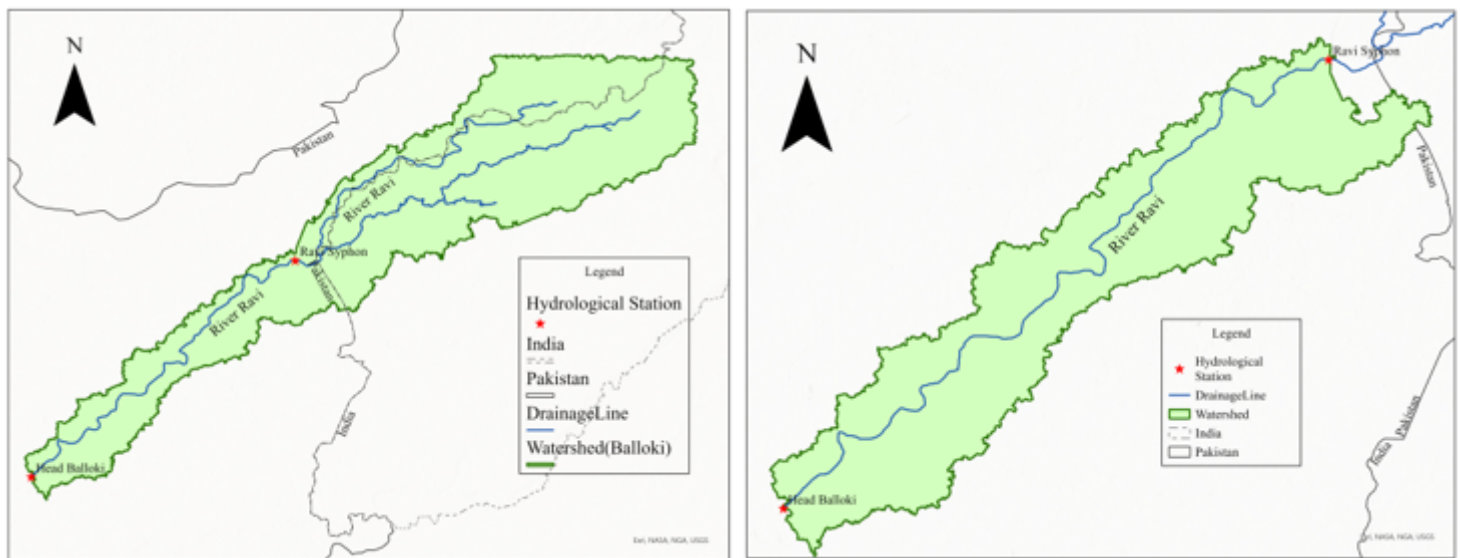 N
Pakistan
River Ravi
Ravi Syphon
Pakistan
River Ravi
India
Head Balloki
Legend
Hydrological Station
India
Pakistan
DrainageLine
Watershed(Balloki)
Esri, NASA, NGA, USGS
N
Ravi Syphon
Pakistan
River Ravi
India
Pakistan
Head Balloki
Legend
Hydrological
Station
DrainageLine
Watershed
India
Pakistan
Esri, NASA, NGA, USGS